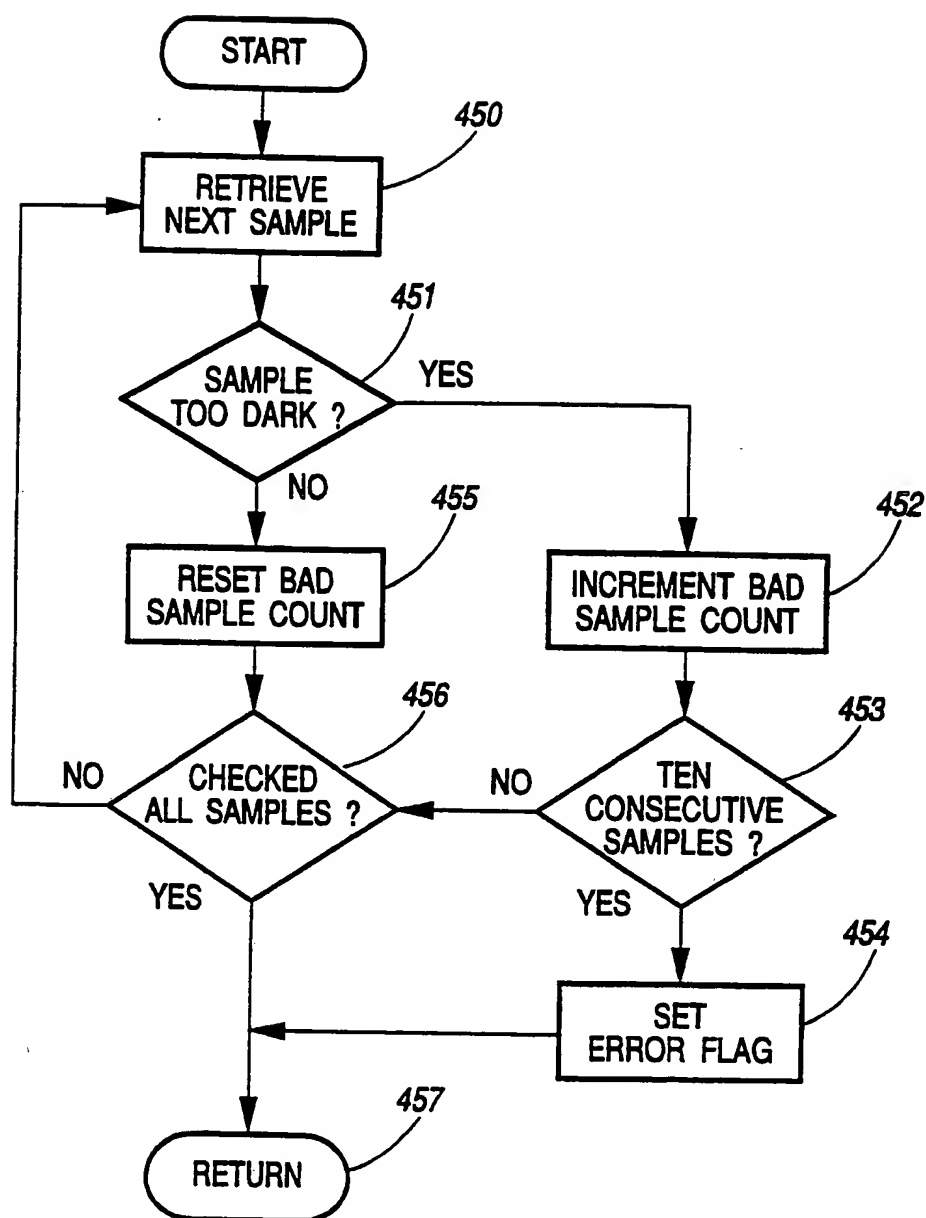 START
450
RETRIEVE
NEXT SAMPLE
451
SAMPLE
TOO DARK ?
YES
NO
455
RESET BAD
SAMPLE COUNT
452
INCREMENT BAD
SAMPLE COUNT
456
CHECKED
ALL SAMPLES ?
NO
YES
453
TEN
CONSECUTIVE
SAMPLES ?
NO
YES
454
SET
ERROR FLAG
457
RETURN